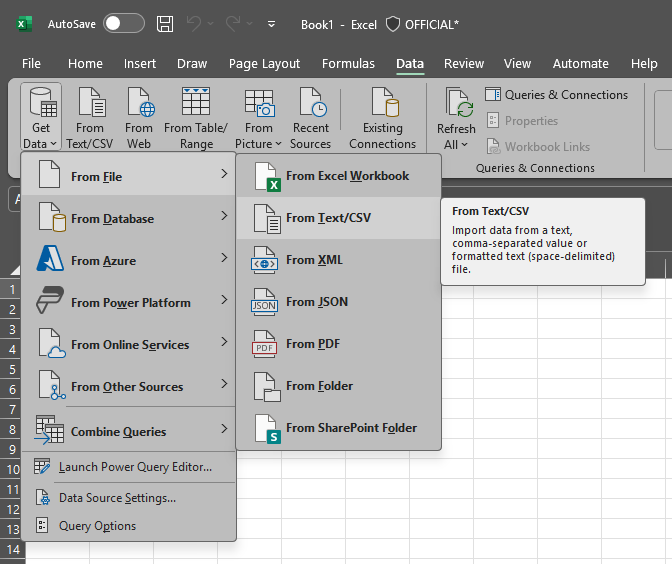 AutoSave
Book1 - Excel
OFFICIAL*
File Home Insert Draw Page Layout Formulas Data Review View Automate Help
Get Data
From Text/CSV
From Web
From Table/ Range
From Picture
Recent Sources
Existing Connections
Refresh All
Queries & Connections
Properties
Workbook Links
Queries & Connections
From File
From Database
From Azure
From Power Platform
From Online Services
From Other Sources
Combine Queries
Launch Power Query Editor...
Data Source Settings...
Query Options
From Excel Workbook
From Text/CSV
From XML
From JSON
From PDF
From Folder
From SharePoint Folder
From Text/CSV
Import data from a text,
comma-separated value or
formatted text (space-delimited)
file.
JSON
PDF
X
S
1
2
3
4
5
6
7
8
9
10
11
12
13
14